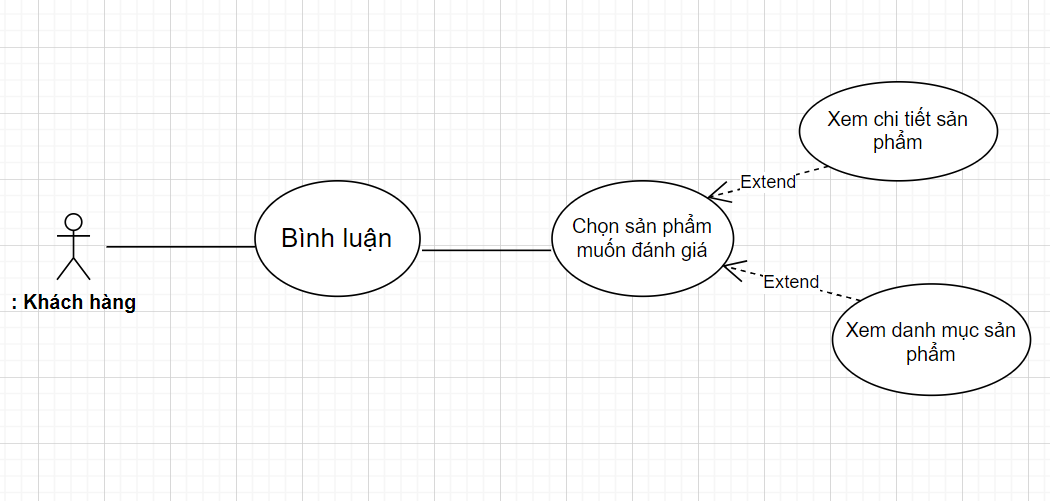 : Khách hàng
Bình luận
Chọn sản phẩm
muốn đánh giá
Extend
Xem chi tiết sản
phẩm
Extend
Xem danh mục sản
phẩm